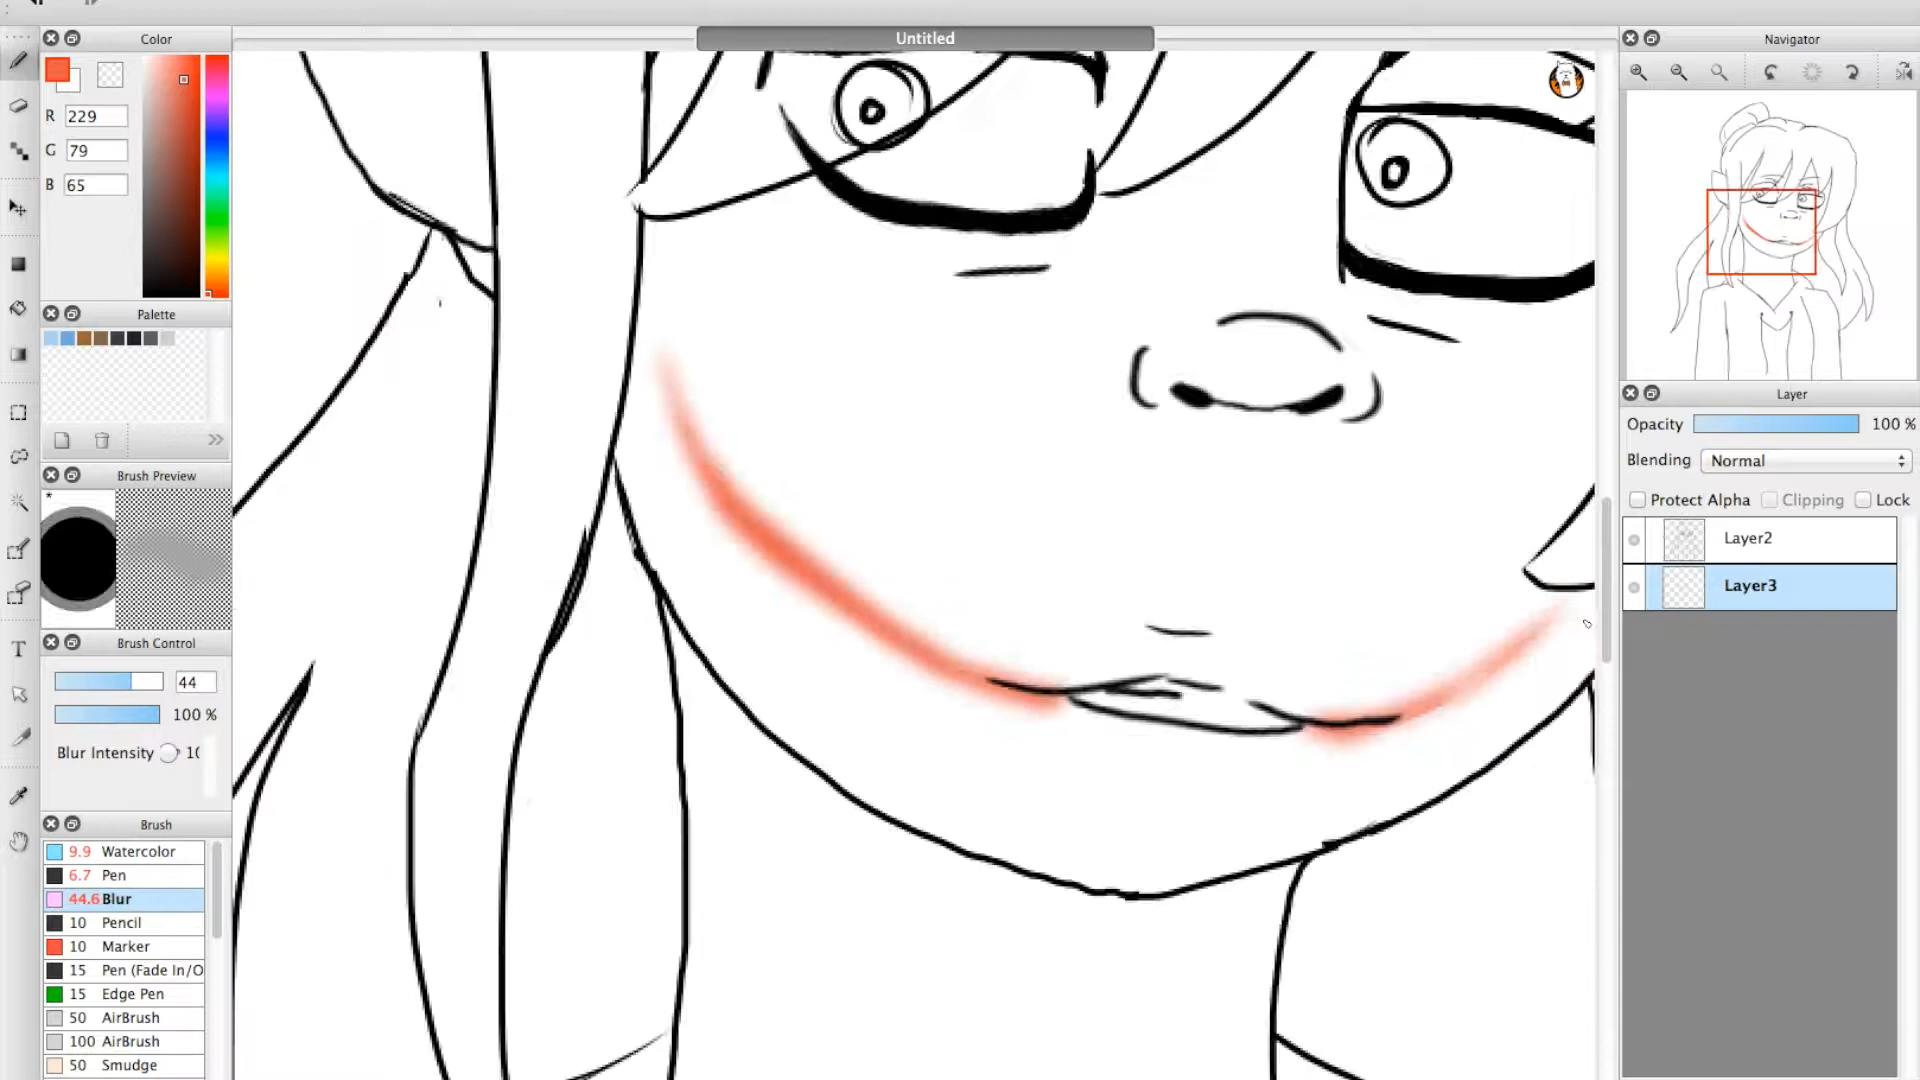 Untitled
Color
R 229
G 79
B 65
Palette
Brush Preview
*
Brush Control
44
100 %
Blur Intensity 10
Brush
9.9 Watercolor
6.7 Pen
44.6 Blur
10 Pencil
10 Marker
15 Pen (Fade In/O
15 Edge Pen
50 AirBrush
100 AirBrush
50 Smudge
Navigator
Layer
Opacity 100 %
Blending Normal
Protect Alpha Clipping Lock
Layer2
Layer3